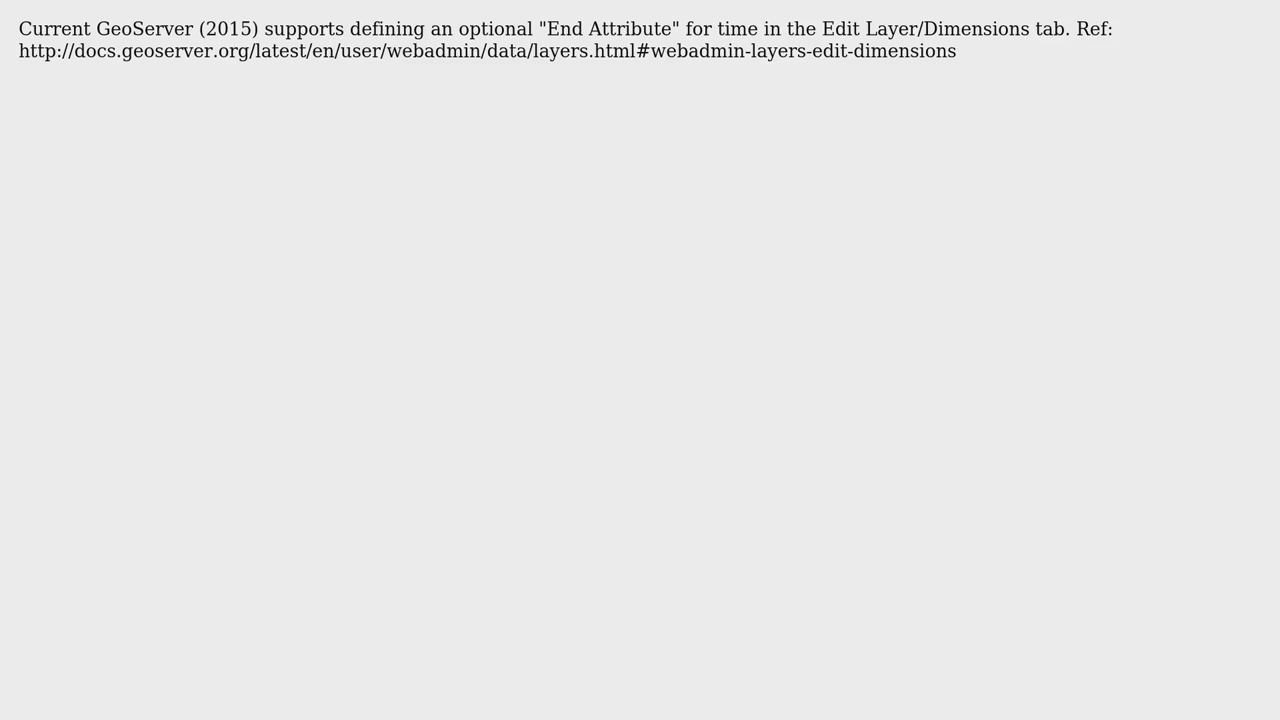 Current GeoServer (2015) supports defining an optional "End Attribute" for time in the Edit Layer/Dimensions tab. Ref:
http://docs.geoserver.org/latest/en/user/webadmin/data/layers.html#webadmin-layers-edit-dimensions